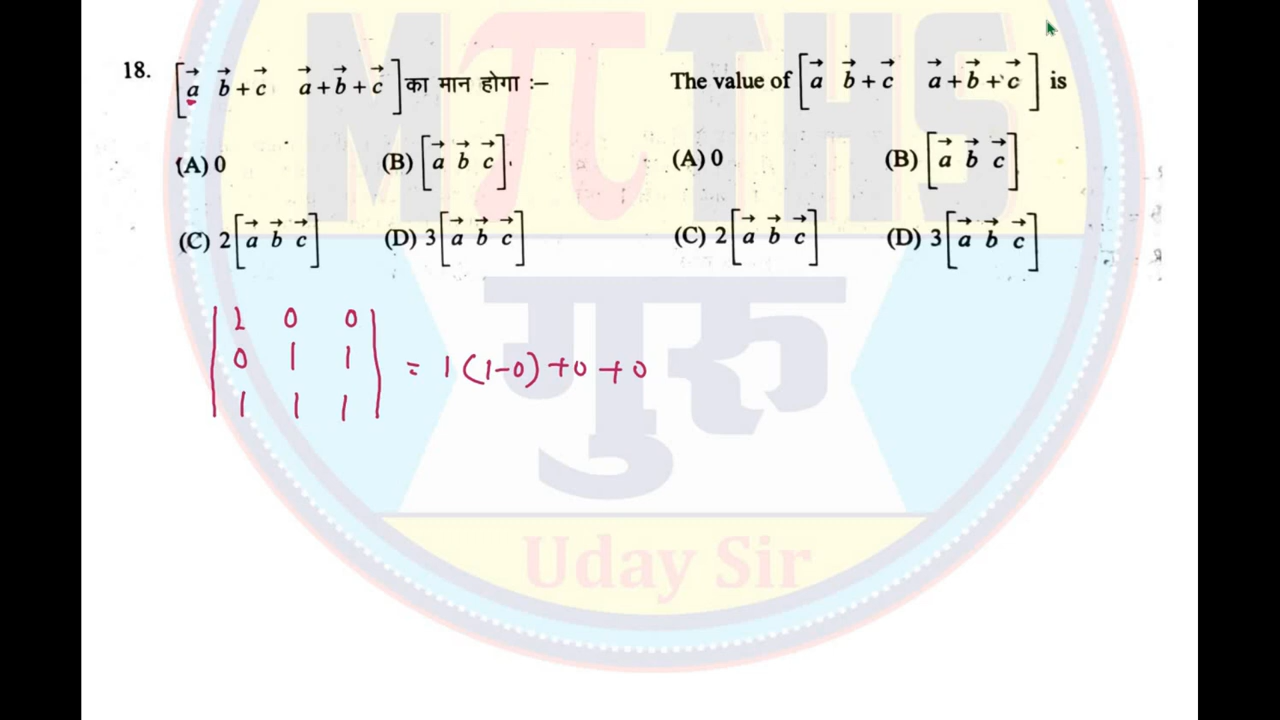 18. [a⃗ b⃗+c⃗ a⃗+b⃗+c⃗] का मान होगा :–
(A) 0 (B) [a⃗ b⃗ c⃗].
(C) 2[a⃗ b⃗ c⃗] (D) 3[a⃗ b⃗ c⃗]
The value of [a⃗ b⃗+c⃗ a⃗+b⃗+c⃗] is
(A) 0 (B) [a⃗ b⃗ c⃗]
(C) 2[a⃗ b⃗ c⃗] (D) 3[a⃗ b⃗ c⃗]
| 1 0 0 |
| 0 1 1 | = 1(1-0)+0+0
| 1 1 1 |
MπTHS
गुरु
Uday Sir